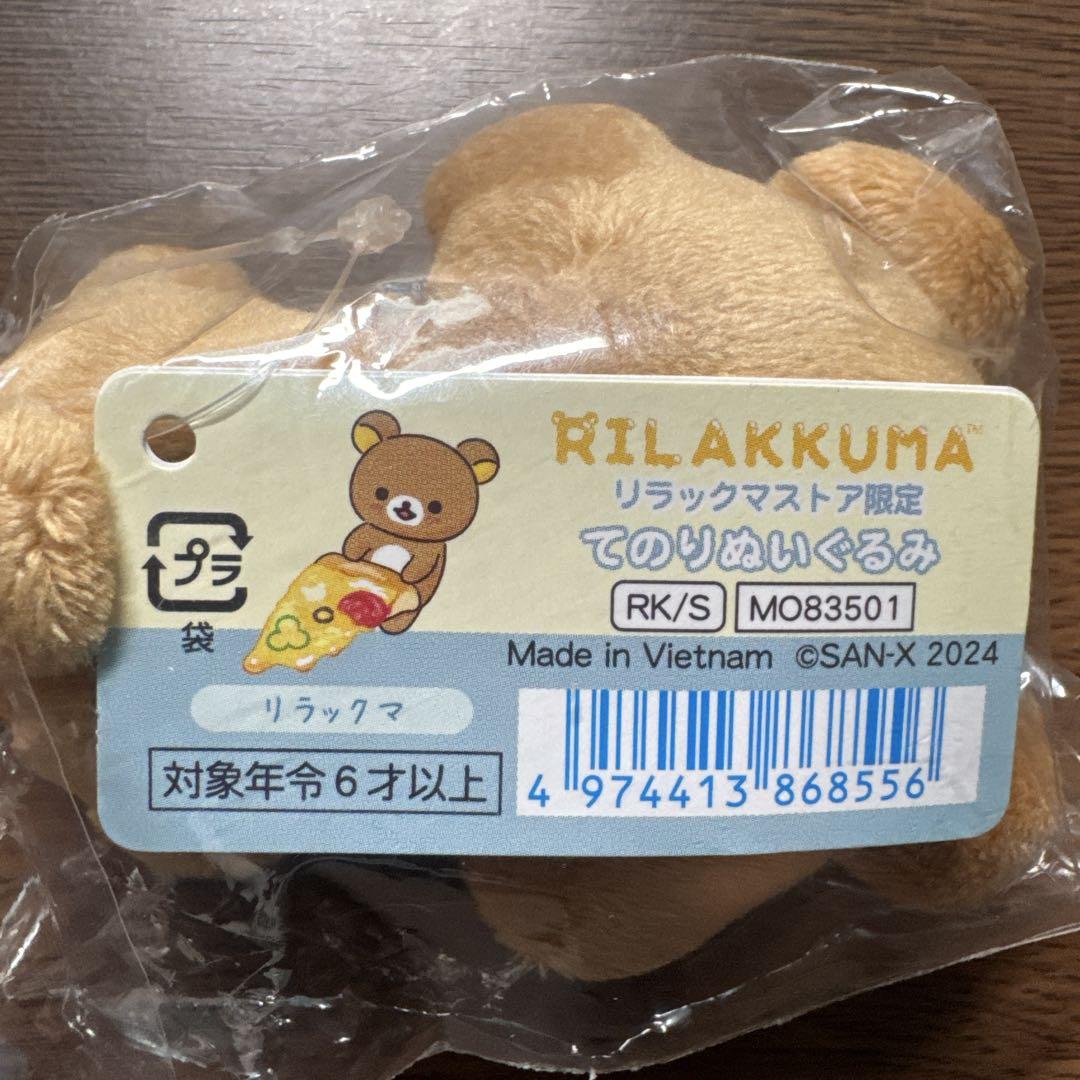 RILAKKUMA™
リラックマストア限定
てのりぬいぐるみ
RK/S MO83501
Made in Vietnam ©SAN-X 2024
プラ
袋
リラックマ
対象年令6才以上
4 974413 868556